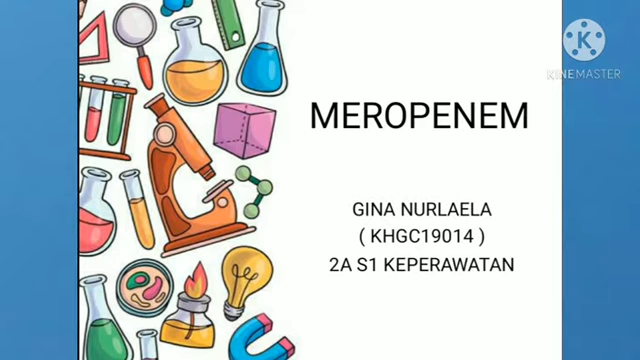 MEROPENEM
GINA NURLAELA
( KHGC19014 )
2A S1 KEPERAWATAN
K
KINEMASTER